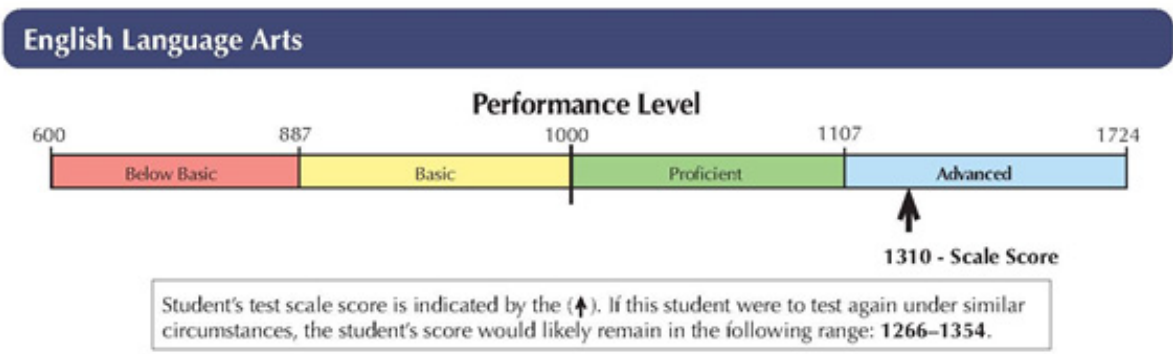 English Language Arts
Performance Level
600 887 1000 1107 1724
Below Basic Basic Proficient Advanced
1310 - Scale Score
Student's test scale score is indicated by the (↑). If this student were to test again under similar
circumstances, the student's score would likely remain in the following range: 1266–1354.